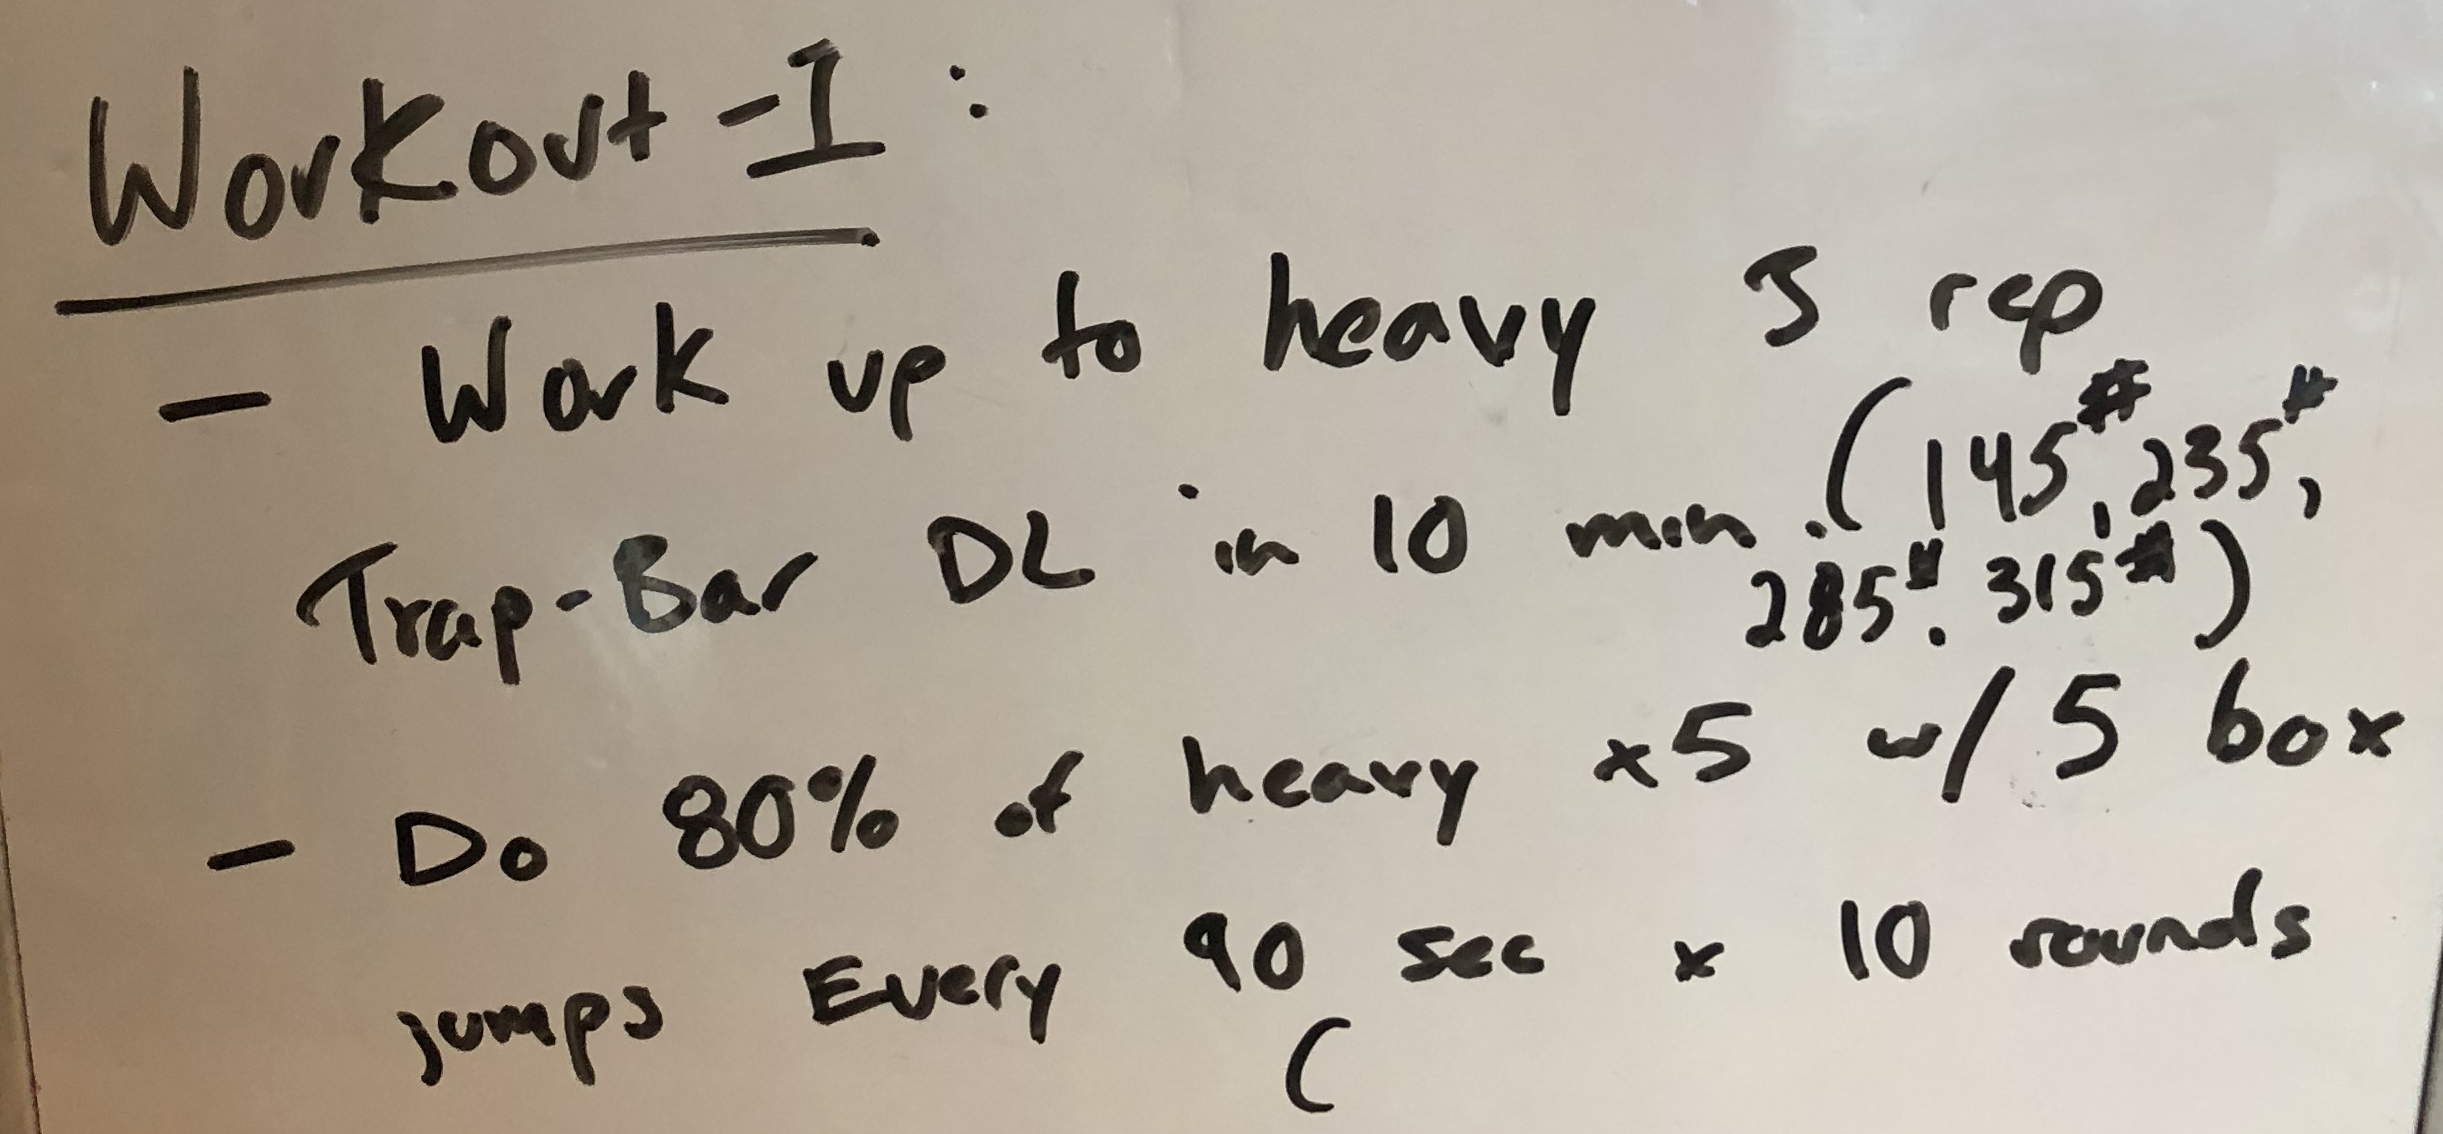 Workout-I:
- Work up to heavy 5 rep
Trap-Bar DL in 10 min. (145#, 235#,
285#, 315#)
- Do 80% of heavy x5 w/ 5 box
jumps Every 90 sec x 10 rounds
(